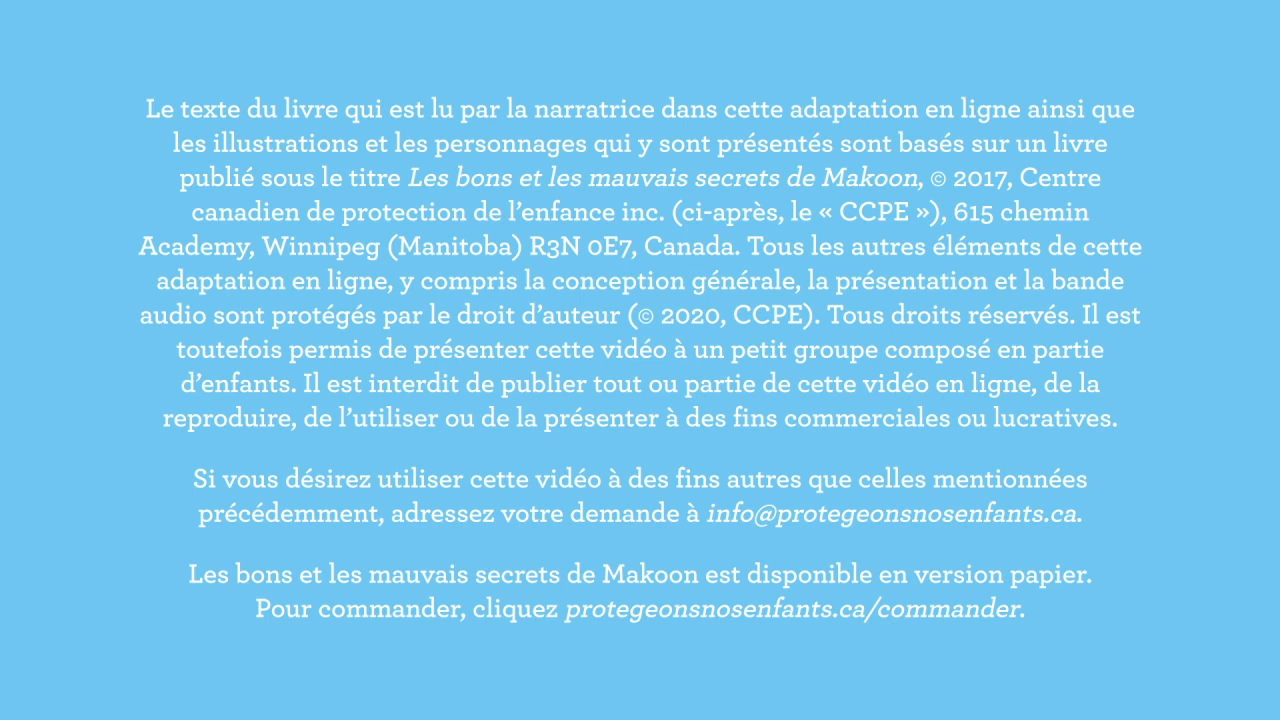 Le texte du livre qui est lu par la narratrice dans cette adaptation en ligne ainsi que
les illustrations et les personnages qui y sont présentés sont basés sur un livre
publié sous le titre Les bons et les mauvais secrets de Makoon, © 2017, Centre
canadien de protection de l’enfance inc. (ci-après, le « CCPE »), 615 chemin
Academy, Winnipeg (Manitoba) R3N 0E7, Canada. Tous les autres éléments de cette
adaptation en ligne, y compris la conception générale, la présentation et la bande
audio sont protégés par le droit d’auteur (© 2020, CCPE). Tous droits réservés. Il est
toutefois permis de présenter cette vidéo à un petit groupe composé en partie
d’enfants. Il est interdit de publier tout ou partie de cette vidéo en ligne, de la
reproduire, de l’utiliser ou de la présenter à des fins commerciales ou lucratives.
Si vous désirez utiliser cette vidéo à des fins autres que celles mentionnées
précédemment, adressez votre demande à info@protegeonsnosenfants.ca.
Les bons et les mauvais secrets de Makoon est disponible en version papier.
Pour commander, cliquez protegeonsnosenfants.ca/commander.